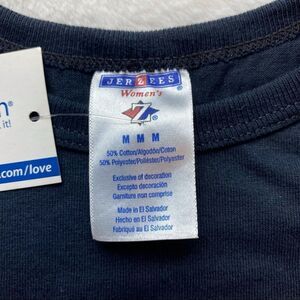 JERZEES
Women's
M M M
50% Cotton/Algodón/Coton
50% Polyester/Poliéster/Polyester
Exclusive of decoration
Excepto decoración
Garniture non comprise
Made in El Salvador
Hecho en El Salvador
Fabriqué au El Salvador
n®
it!
.com/love